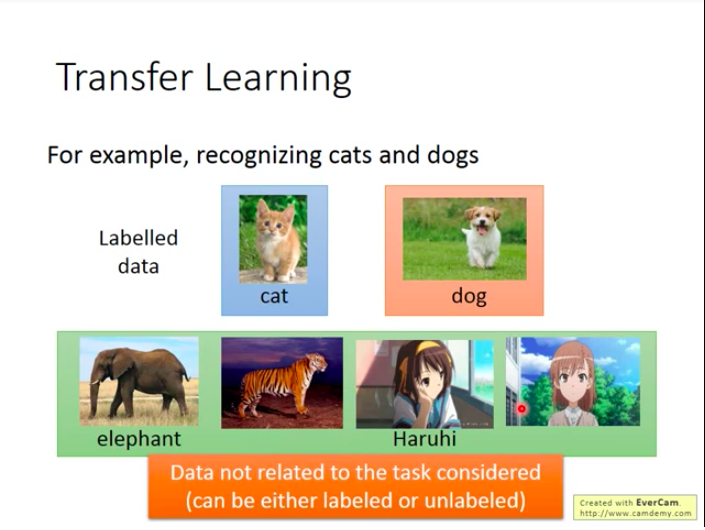 Transfer Learning
For example, recognizing cats and dogs
Labelled
data
cat
dog
elephant
Haruhi
Data not related to the task considered
(can be either labeled or unlabeled)
Created with EverCam.
http://www.camdemy.com